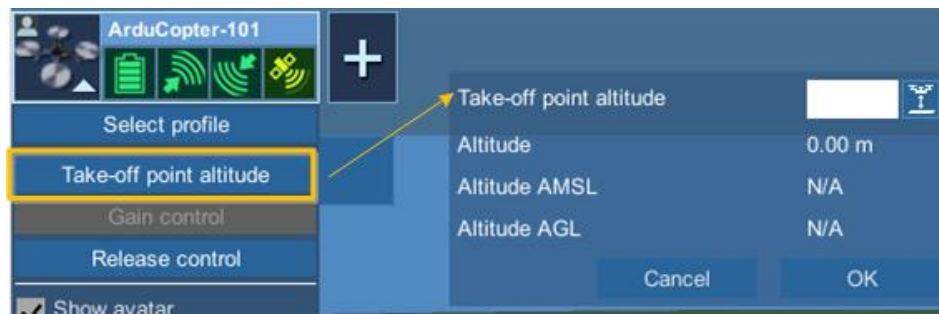 ArduCopter-101
Select profile
Take-off point altitude
Gain control
Release control
Show avatar
Take-off point altitude
Altitude 0.00 m
Altitude AMSL N/A
Altitude AGL N/A
Cancel OK